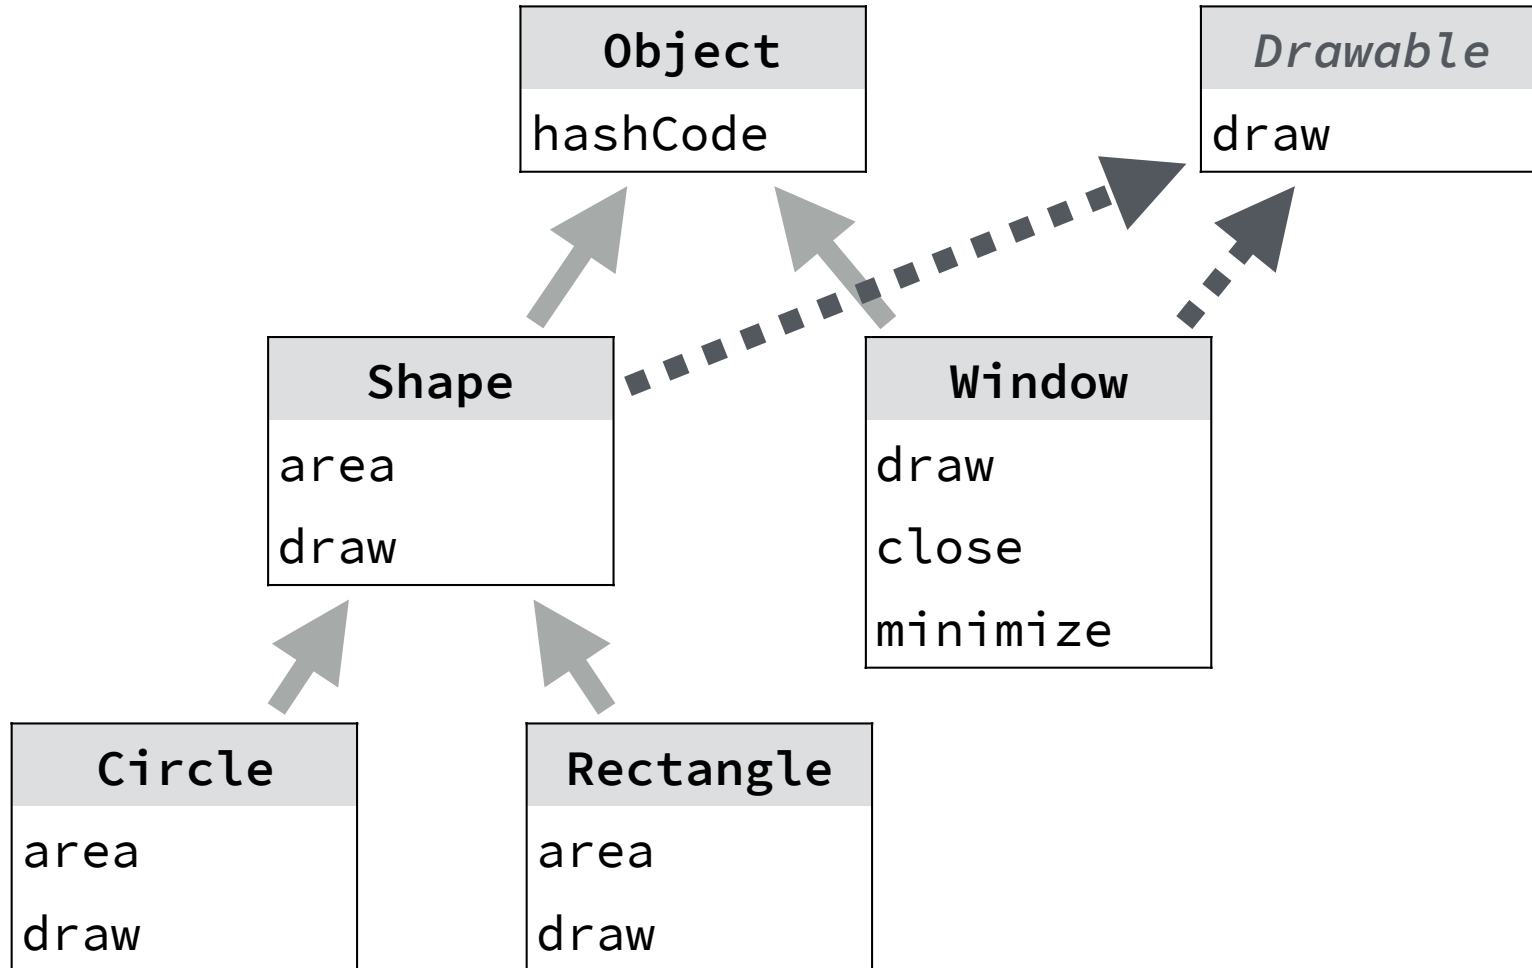 Object
hashCode
Drawable
draw
Shape
area
draw
Window
draw
close
minimize
Circle
area
draw
Rectangle
area
draw